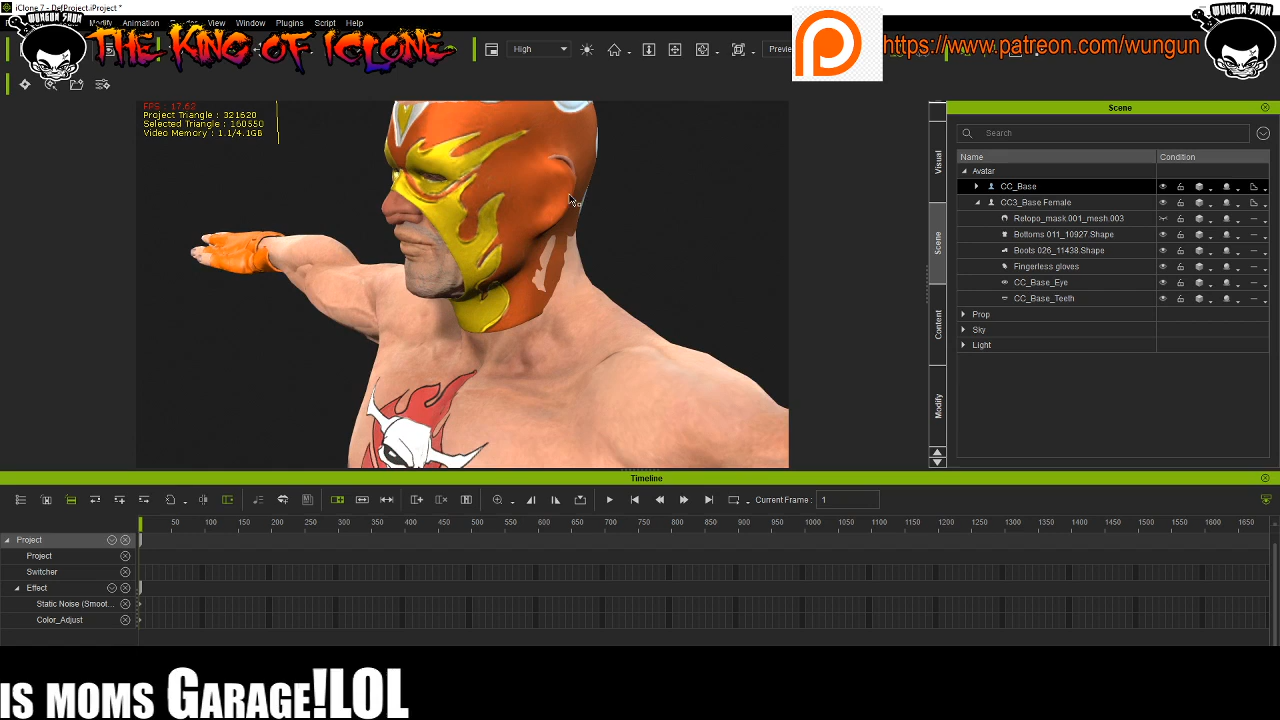 iClone 7 - DefProject.iProject *
Modify Animation Window Plugins Script Help
WUNGUN SHUN
The King of iClone
High
Preview
https://www.patreon.com/wungun
FPS : 17.62
Project Triangle : 321620
Selected Triangle : 160550
Video Memory : 1.1/4.1GB
Visual
Scene
Content
Modify
Scene
Search
Name Condition
Avatar
CC_Base
CC3_Base Female
Retopo_mask.001_mesh.003
Bottoms 011_10927.Shape
Boots 026_11438.Shape
Fingerless gloves
CC_Base_Eye
CC_Base_Teeth
Prop
Sky
Light
Timeline
Current Frame : 1
50 100 150 200 250 300 350 400 450 500 550 600 650 700 750 800 850 900 950 1000 1050 1100 1150 1200 1250 1300 1350 1400 1450 1500 1550 1600 1650
Project
Project
Switcher
Effect
Static Noise (Smoot...
Color_Adjust
is moms Garage!LOL